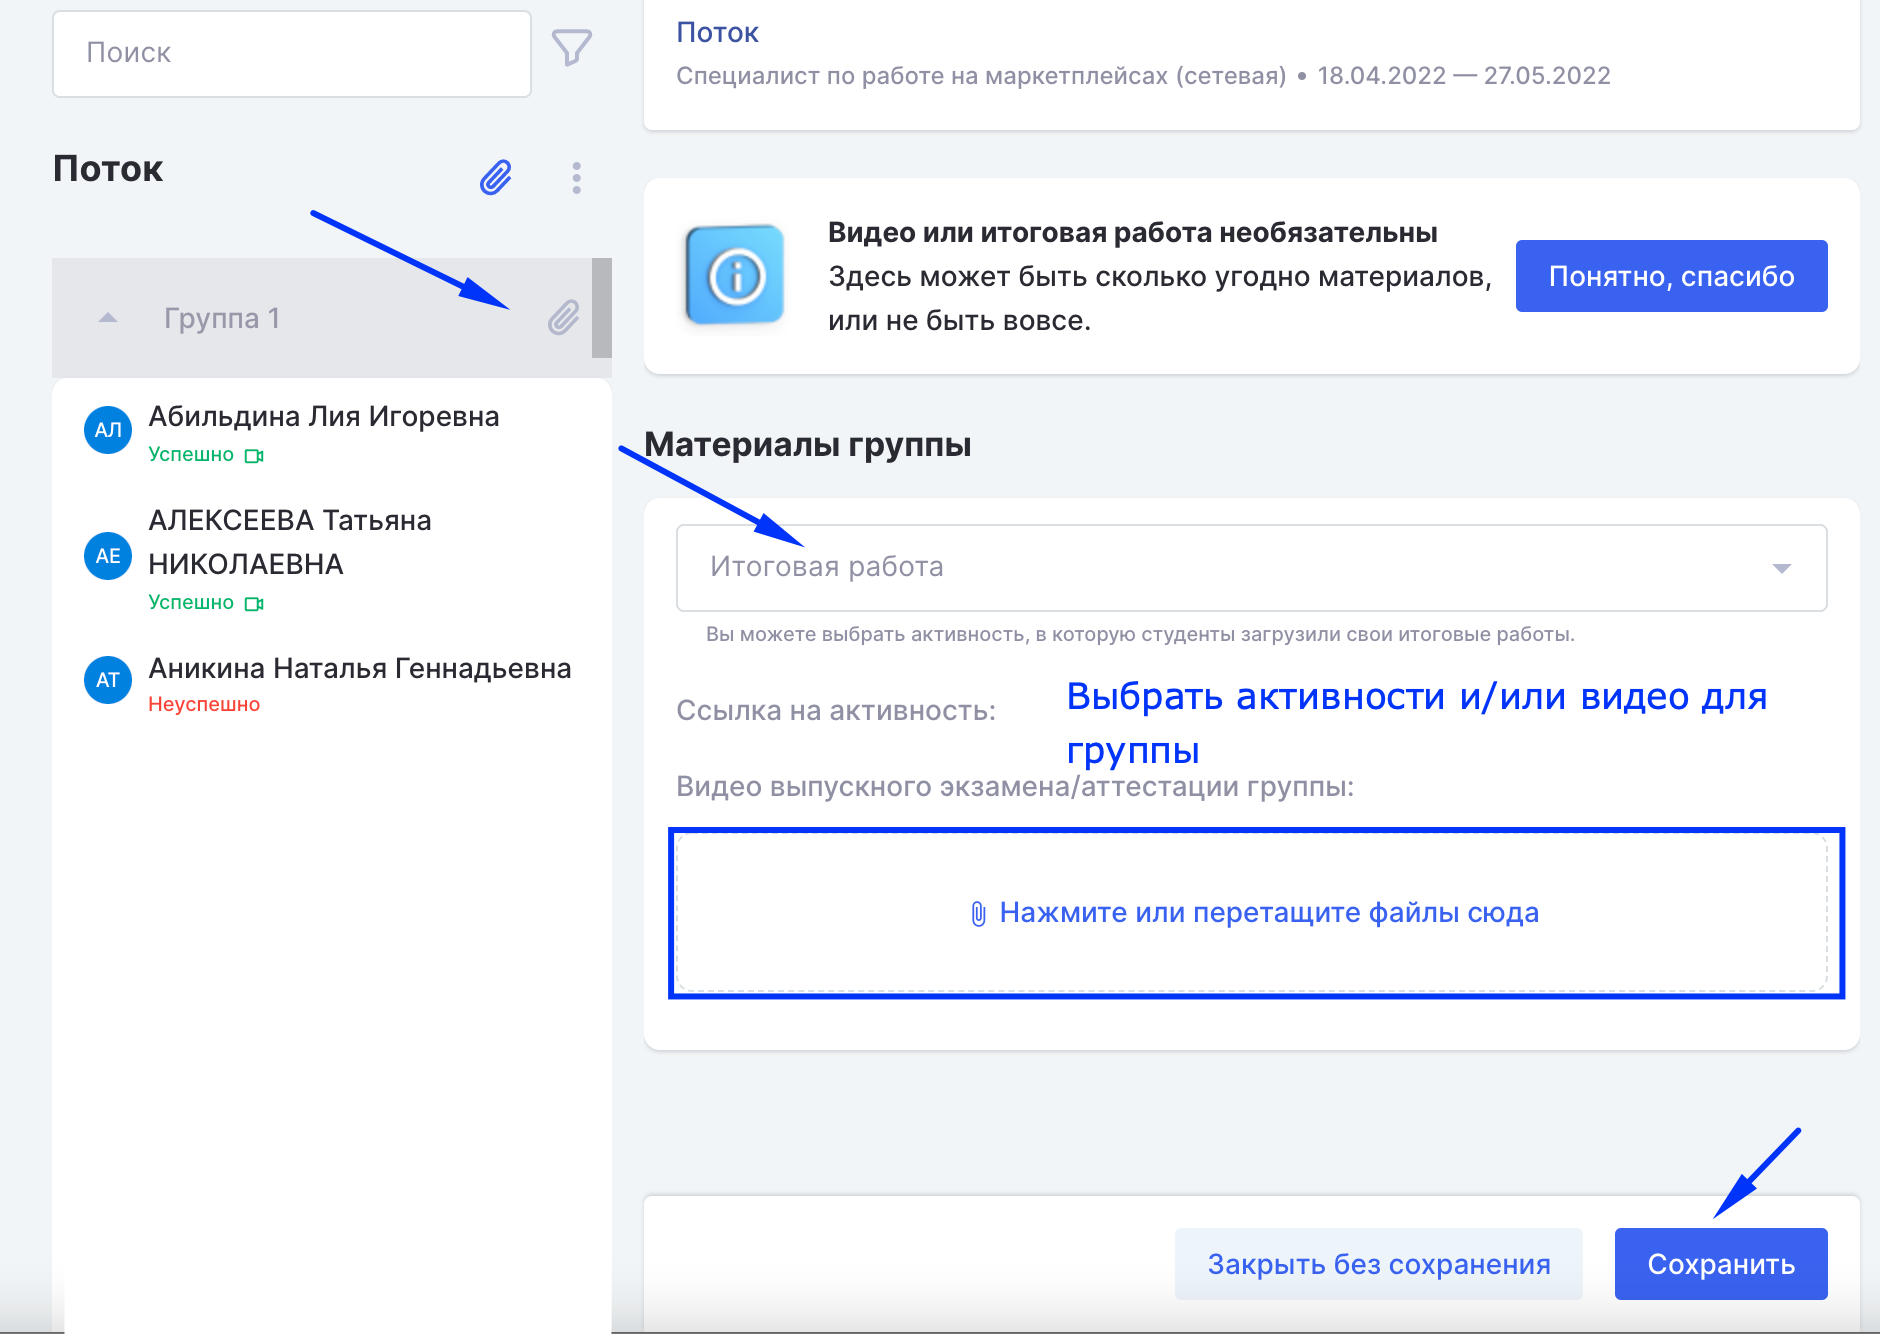 Поиск
Поток
Группа 1
АЛ
Абильдина Лия Игоревна
Успешно
АЕ
АЛЕКСЕЕВА Татьяна
НИКОЛАЕВНА
Успешно
АТ
Аникина Наталья Геннадьевна
Неуспешно
Поток
Специалист по работе на маркетплейсах (сетевая) • 18.04.2022 — 27.05.2022
Видео или итоговая работа необязательны
Здесь может быть сколько угодно материалов,
или не быть вовсе.
Понятно, спасибо
Материалы группы
Итоговая работа
Вы можете выбрать активность, в которую студенты загрузили свои итоговые работы.
Ссылка на активность:
Выбрать активности и/или видео для
группы
Видео выпускного экзамена/аттестации группы:
Нажмите или перетащите файлы сюда
Закрыть без сохранения
Сохранить